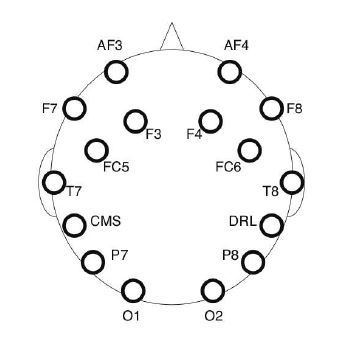 AF3 AF4
F7 F8
F3 F4
FC5 FC6
T7 T8
CMS DRL
P7 P8
O1 O2